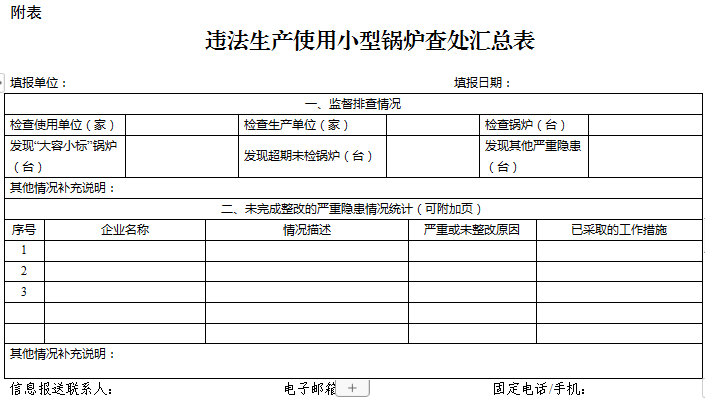 附表
违法生产使用小型锅炉查处汇总表
填报单位： 填报日期：
一、监督排查情况
检查使用单位（家） 检查生产单位（家） 检查锅炉（台）
发现“大容小标”锅炉（台） 发现超期未检锅炉（台） 发现其他严重隐患（台）
其他情况补充说明：
二、未完成整改的严重隐患情况统计（可附加页）
序号 企业名称 情况描述 严重或未整改原因 已采取的工作措施
1
2
3
其他情况补充说明：
信息报送联系人： 电子邮箱 固定电话/手机：